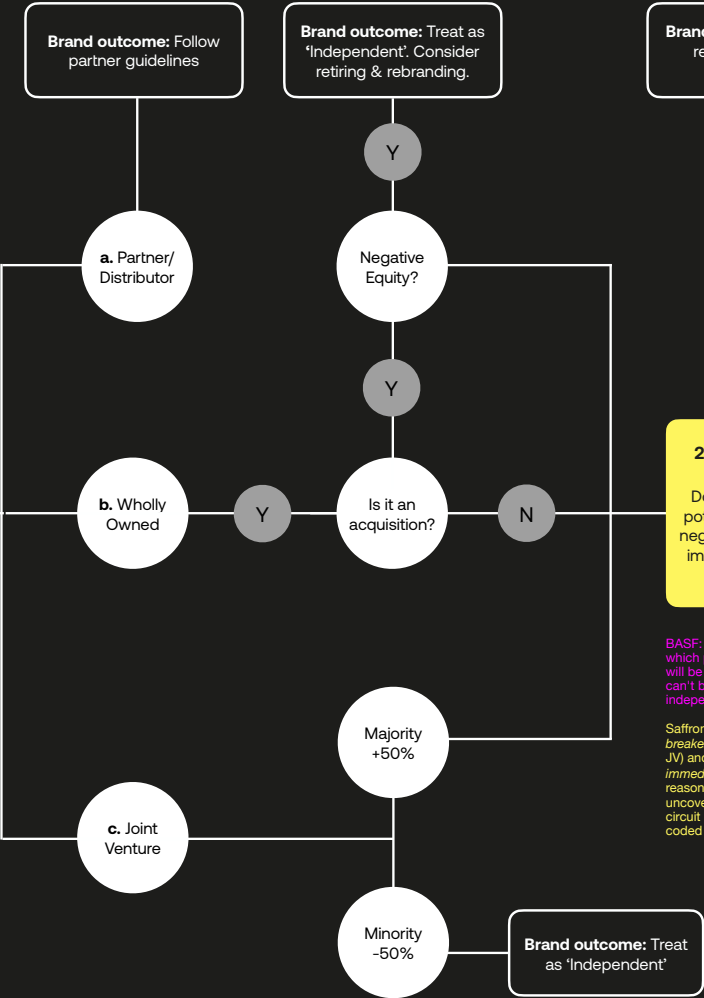 Brand outcome: Follow
partner guidelines
Brand outcome: Treat as
‘Independent’. Consider
retiring & rebranding.
Brand
re
Y
a. Partner/
Distributor
Negative
Equity?
Y
b. Wholly
Owned
Y
Is it an
acquisition?
N
2
neg
im
BASF:
which
will be
can't b
indepe
Saffron
breake
JV) and
immed
reason
uncove
circuit
coded
Majority
+50%
c. Joint
Venture
Minority
-50%
Brand outcome: Treat
as ‘Independent’